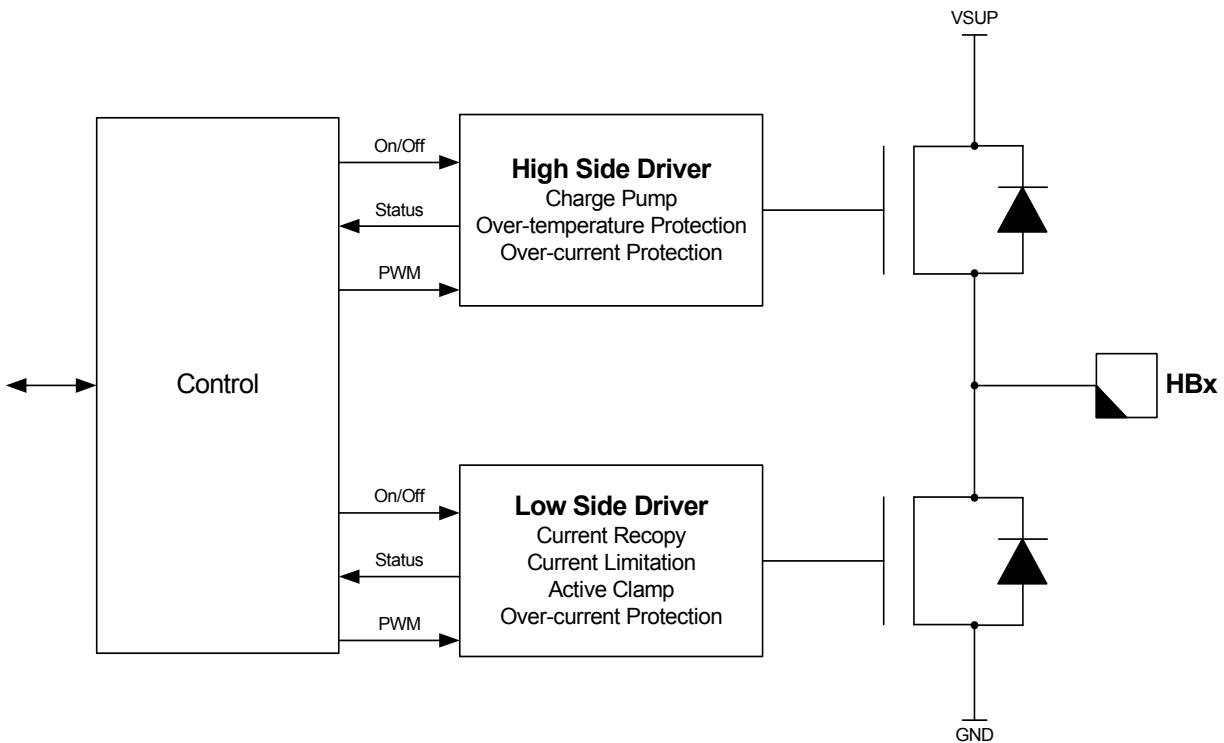 VSUP
On/Off
Status
PWM
High Side Driver
Charge Pump
Over-temperature Protection
Over-current Protection
Control
HBx
On/Off
Status
PWM
Low Side Driver
Current Recopy
Current Limitation
Active Clamp
Over-current Protection
GND